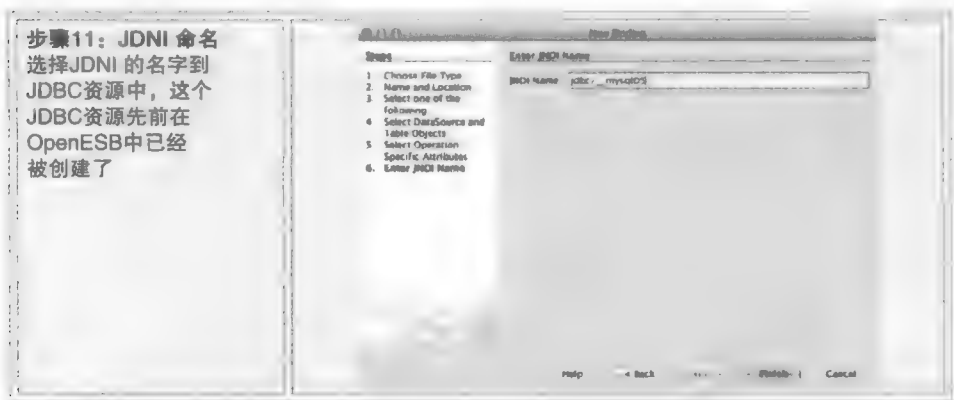 步骤11：JDNI 命名
选择JDNI 的名字到
JDBC资源中，这个
JDBC资源先前在
OpenESB中已经
被创建了
New Binding
Steps
1 Choose File Type
2 Name and Location
3 Select one of the
following
4 Select DataSource and
Table Objects
5 Select Operation
Specific Attributes
6. Enter JNDI Name
Enter JNDI Name
JNDI Name jdbc/__mysqlDS
Help < Back Finish Cancel